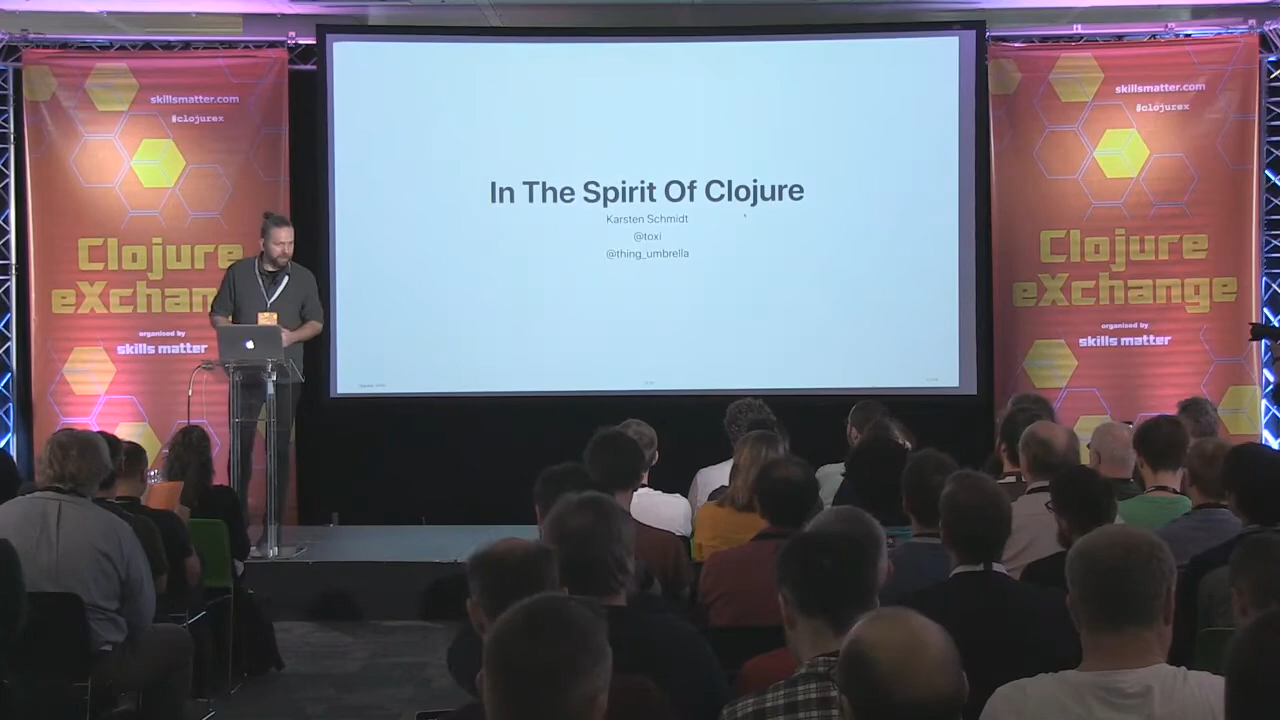 skillsmatter.com
#clojurex
Clojure
eXchan
organised by
skills matter
In The Spirit Of Clojure
Karsten Schmidt
@toxi
@thing_umbrella
skillsmatter.com
#clojurex
Clojure
eXchange
organised by
skills matter